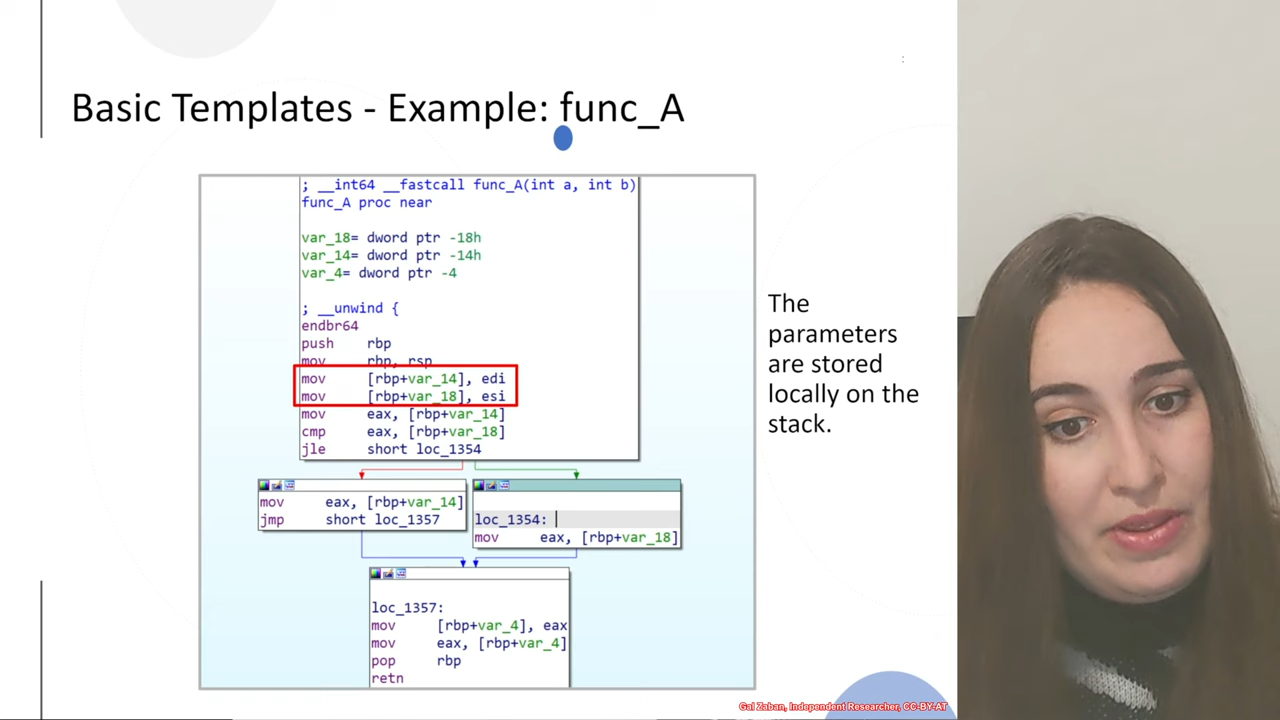 Basic Templates - Example: func_A
; __int64 __fastcall func_A(int a, int b)
func_A proc near
var_18= dword ptr -18h
var_14= dword ptr -14h
var_4= dword ptr -4
; __unwind {
endbr64
push rbp
mov rbp, rsp
mov [rbp+var_14], edi
mov [rbp+var_18], esi
mov eax, [rbp+var_14]
cmp eax, [rbp+var_18]
jle short loc_1354
mov eax, [rbp+var_14]
jmp short loc_1357
loc_1354:
mov eax, [rbp+var_18]
loc_1357:
mov [rbp+var_4], eax
mov eax, [rbp+var_4]
pop rbp
retn
The
parameters
are stored
locally on the
stack.
Gal Zaban, Independent Researcher, CC-BY-AT